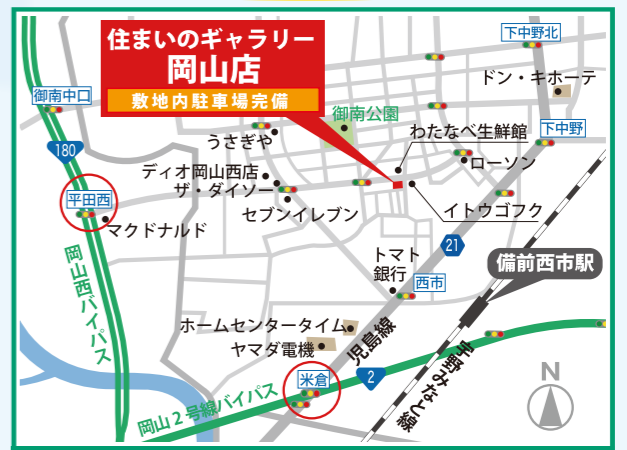 住まいのギャラリー
岡山店
敷地内駐車場完備
下中野北
ドン・キホーテ
御南中口
御南公園
下中野
180
うさぎや
わたなべ生鮮館
ローソン
ディオ岡山西店
ザ・ダイソー
平田西
セブンイレブン
イトウゴフク
マクドナルド
21
トマト
銀行
西市
備前西市駅
岡山西バイパス
ホームセンタータイム
児島線
ヤマダ電機
宇野みなと線
米倉
2
N
岡山2号線バイパス